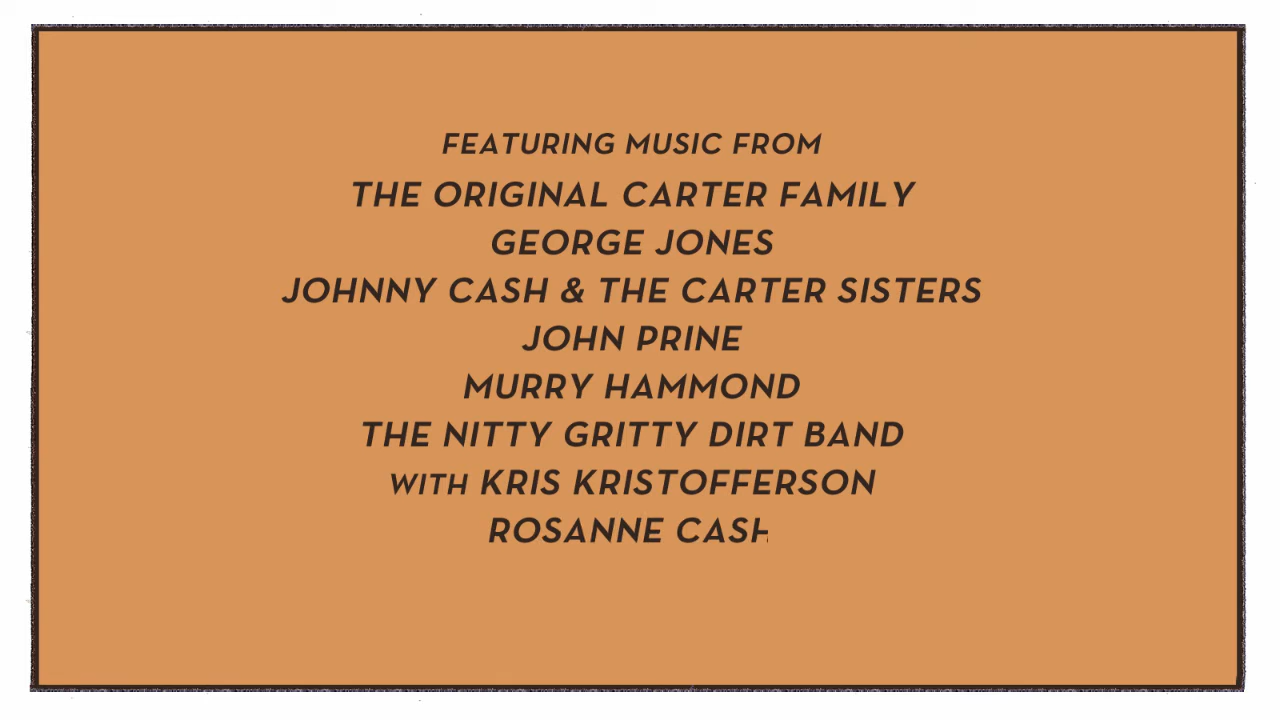 FEATURING MUSIC FROM
THE ORIGINAL CARTER FAMILY
GEORGE JONES
JOHNNY CASH & THE CARTER SISTERS
JOHN PRINE
MURRY HAMMOND
THE NITTY GRITTY DIRT BAND
WITH KRIS KRISTOFFERSON
ROSANNE CASH